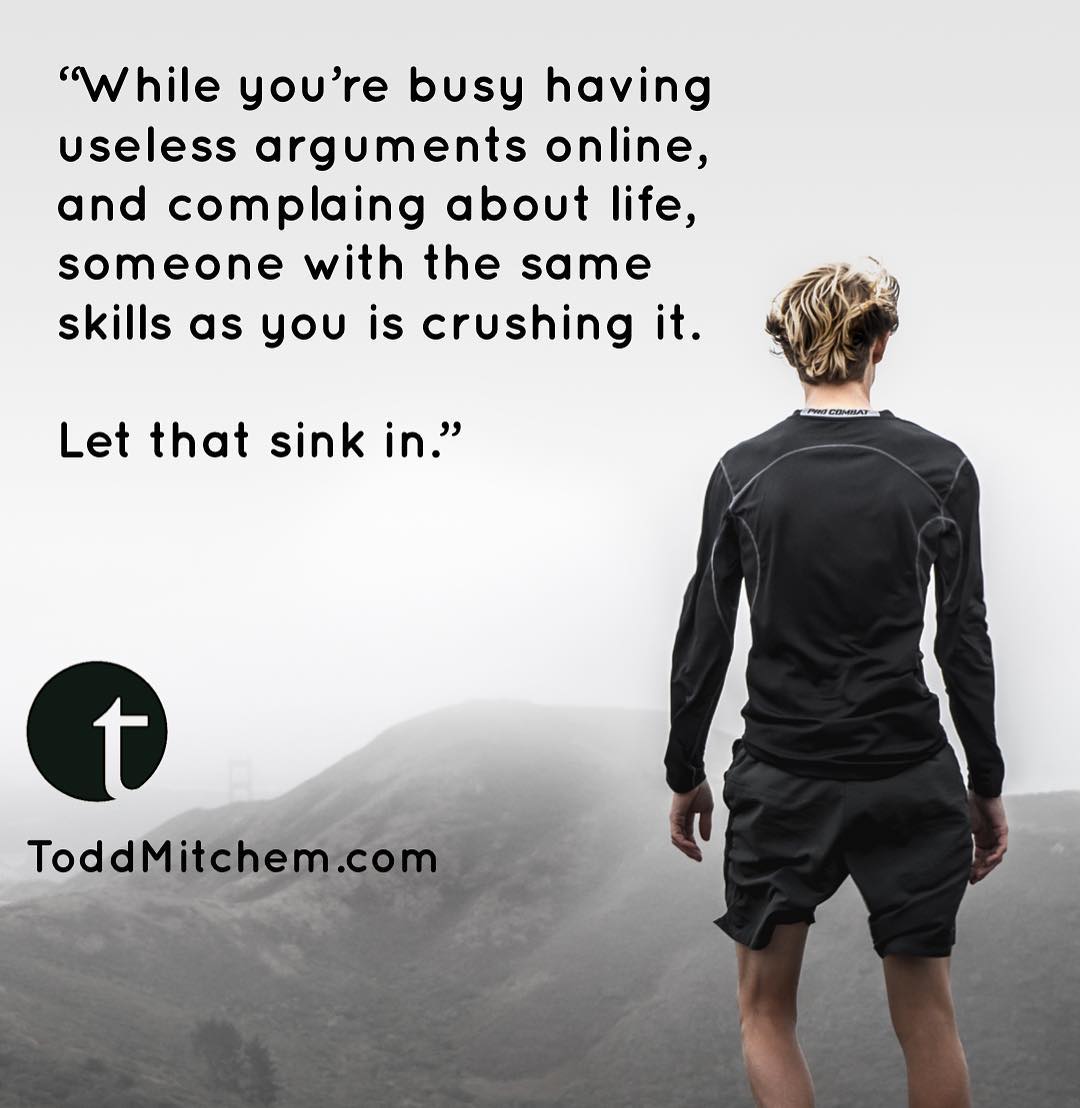 “While you’re busy having
useless arguments online,
and complaing about life,
someone with the same
skills as you is crushing it.
Let that sink in.”
PRO COMBAT
t
ToddMitchem.com